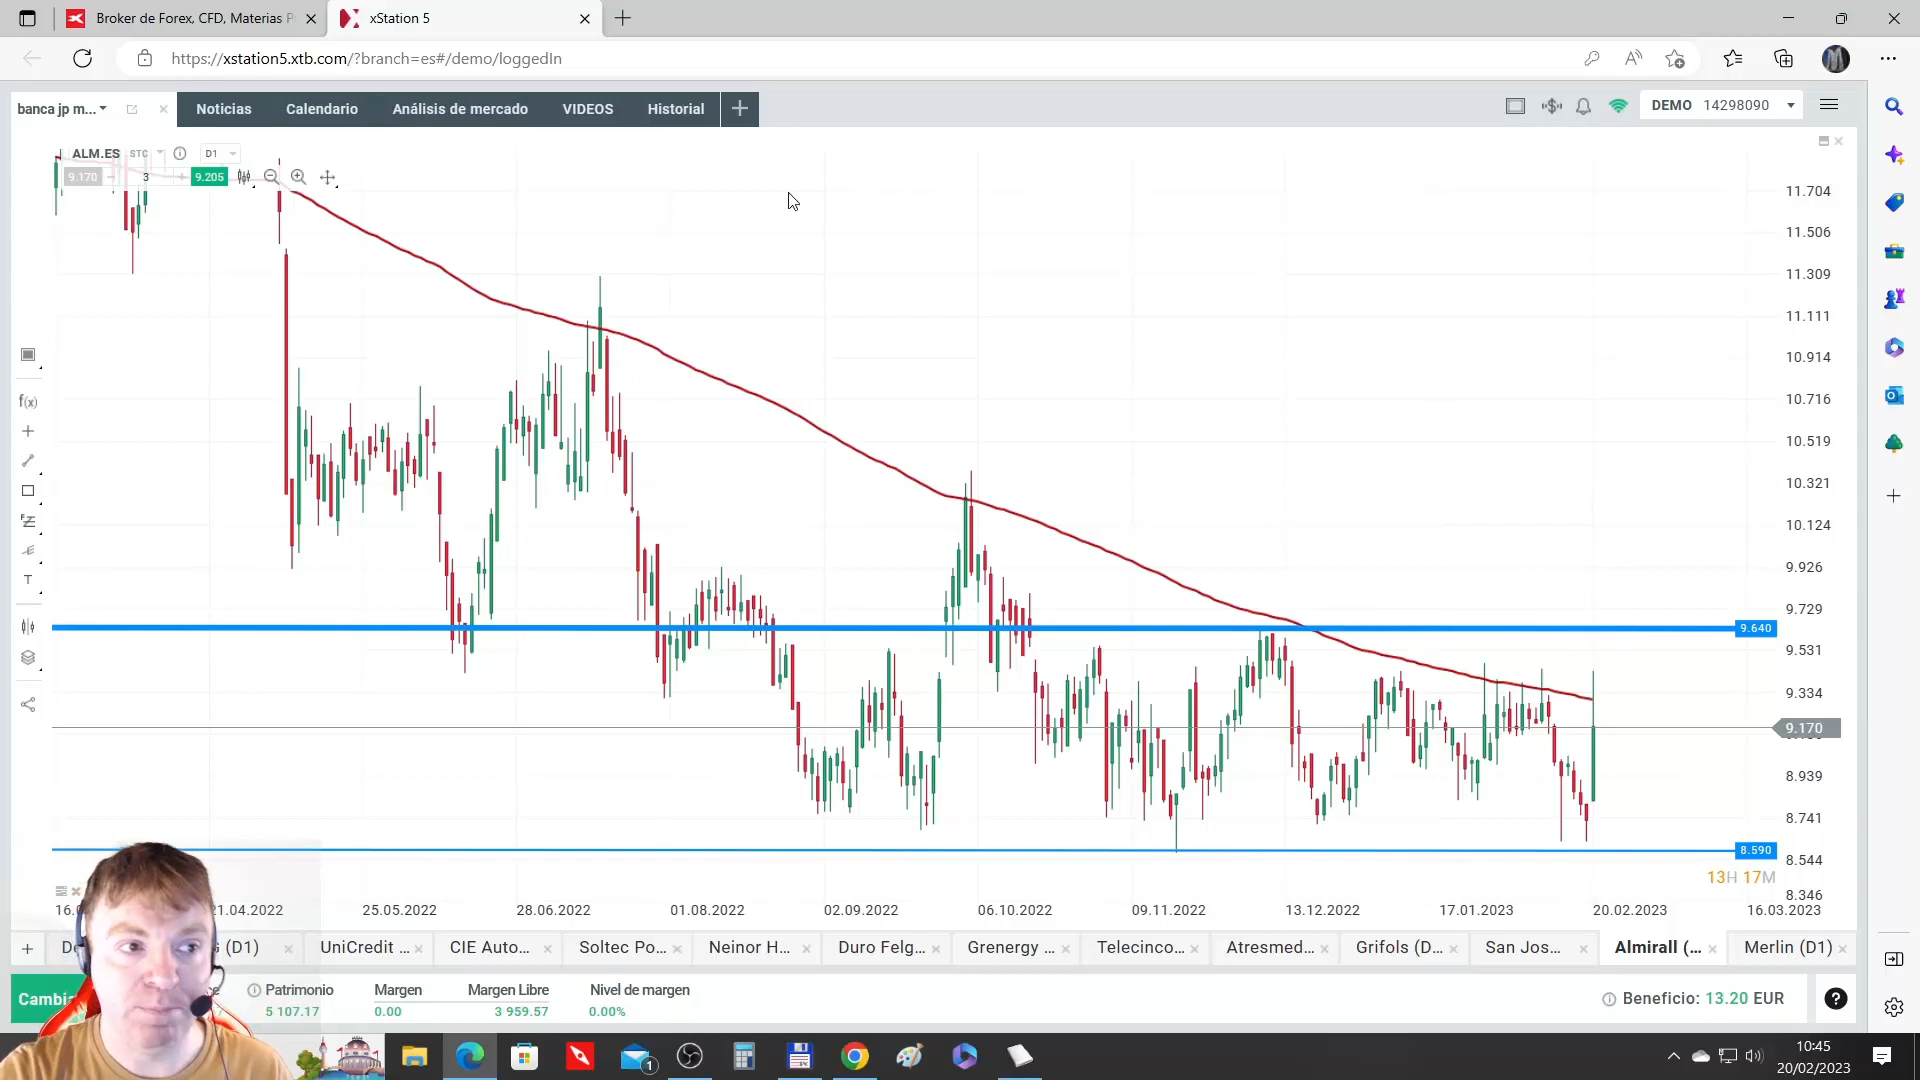 Broker de Forex, CFD, Materias P
xStation 5
https://xstation5.xtb.com/?branch=es#/demo/loggedIn
banca jp m...
Noticias
Calendario
Análisis de mercado
VIDEOS
Historial
DEMO 14298090
ALM.ES STC D1
9.170 3 9.205
11.704
11.506
11.309
11.111
10.914
10.716
10.519
10.321
10.124
9.926
9.729
9.640
9.531
9.334
9.170
8.939
8.741
8.590
8.544
8.346
13H 17M
f(x)
T
16.0
21.04.2022
25.05.2022
28.06.2022
01.08.2022
02.09.2022
06.10.2022
09.11.2022
13.12.2022
17.01.2023
20.02.2023
16.03.2023
(D1)
UniCredit ...
CIE Auto...
Soltec Po...
Neinor H...
Duro Felg...
Grenergy ...
Telecinco...
Atresmed...
Grifols (D...
San Jos...
Almirall (...
Merlin (D1)
Cambia
Patrimonio
5 107.17
Margen
0.00
Margen Libre
3 959.57
Nivel de margen
0.00%
Beneficio: 13.20 EUR
1
10:45
20/02/2023